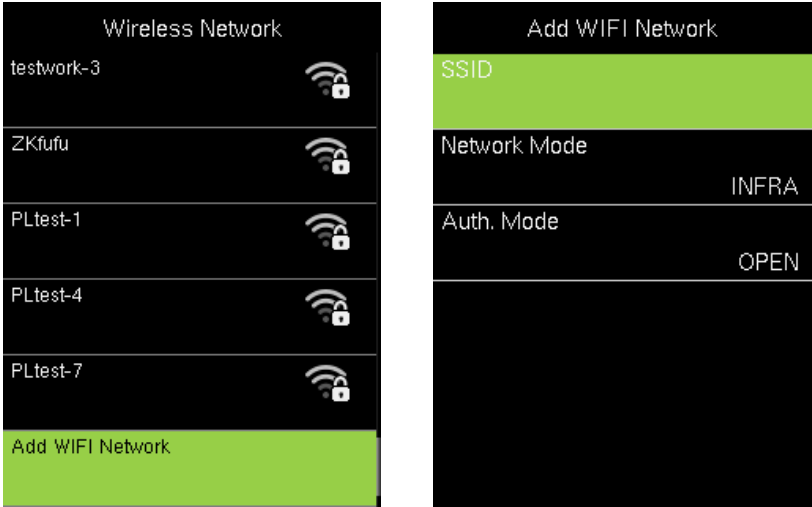 Wireless Network
testwork-3
ZKfufu
PLtest-1
PLtest-4
PLtest-7
Add WIFI Network
Add WIFI Network
SSID
Network Mode
INFRA
Auth. Mode
OPEN